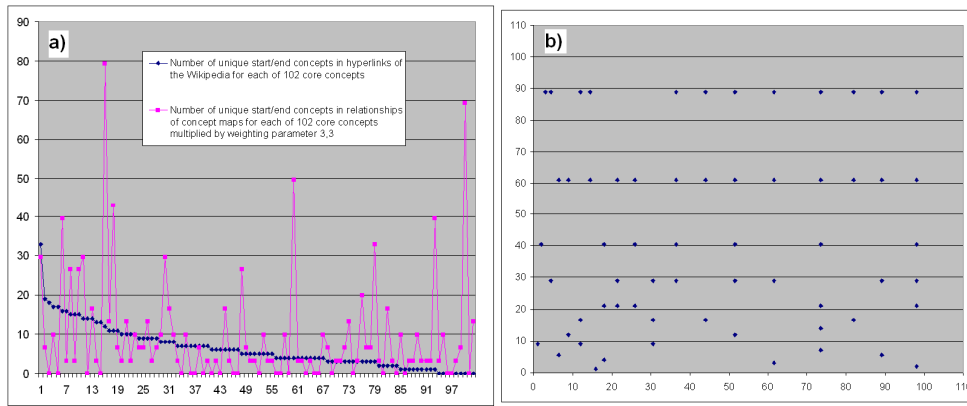 a)
Number of unique start/end concepts in hyperlinks of
the Wikipedia for each of 102 core concepts
Number of unique start/end concepts in relationships
of concept maps for each of 102 core concepts
multiplied by weighting parameter 3,3
90
80
70
60
50
40
30
20
10
0
1 7 13 19 25 31 37 43 49 55 61 67 73 79 85 91 97
b)
110
100
90
80
70
60
50
40
30
20
10
0
0 10 20 30 40 50 60 70 80 90 100 110